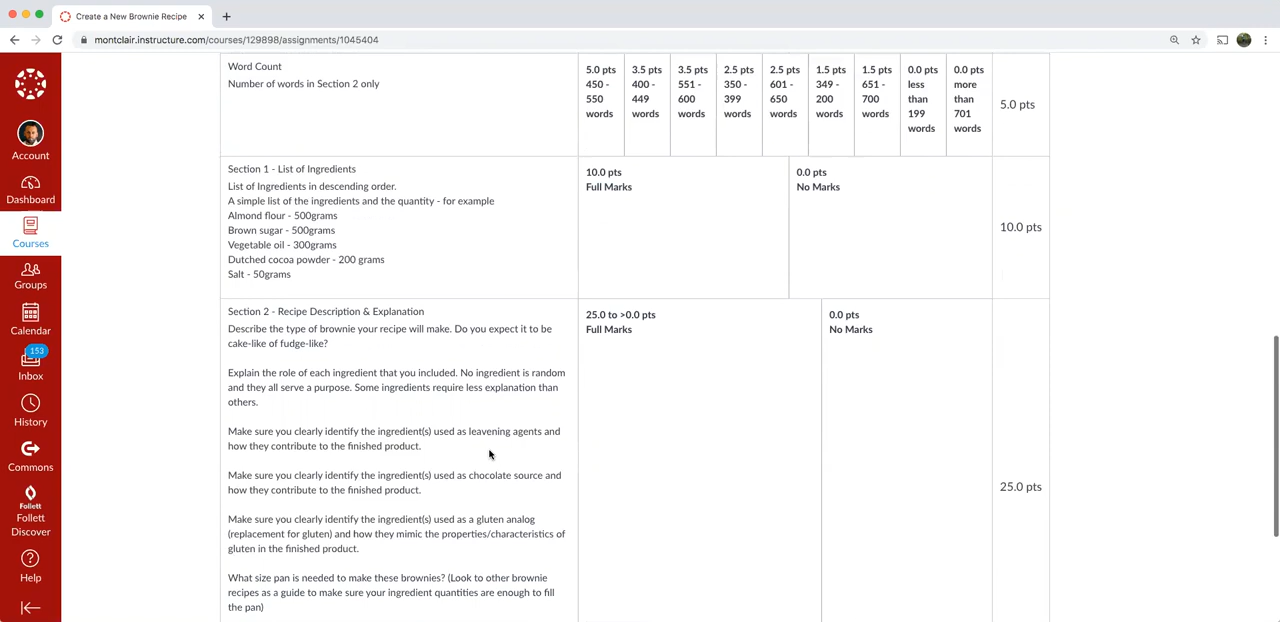 Create a New Brownie Recipe
montclair.instructure.com/courses/129898/assignments/1045404
Account
Dashboard
Courses
Groups
Calendar
153
Inbox
History
Commons
Follett
Follett
Discover
Help
Word Count
Number of words in Section 2 only
5.0 pts
450 -
550
words
3.5 pts
400 -
449
words
3.5 pts
551 -
600
words
2.5 pts
350 -
399
words
2.5 pts
601 -
650
words
1.5 pts
349 -
200
words
1.5 pts
651 -
700
words
0.0 pts
less
than
199
words
0.0 pts
more
than
701
words
5.0 pts
Section 1 - List of Ingredients
List of Ingredients in descending order.
A simple list of the ingredients and the quantity - for example
Almond flour - 500grams
Brown sugar - 500grams
Vegetable oil - 300grams
Dutched cocoa powder - 200 grams
Salt - 50grams
10.0 pts
Full Marks
0.0 pts
No Marks
10.0 pts
Section 2 - Recipe Description & Explanation
Describe the type of brownie your recipe will make. Do you expect it to be
cake-like of fudge-like?
Explain the role of each ingredient that you included. No ingredient is random
and they all serve a purpose. Some ingredients require less explanation than
others.
Make sure you clearly identify the ingredient(s) used as leavening agents and
how they contribute to the finished product.
Make sure you clearly identify the ingredient(s) used as chocolate source and
how they contribute to the finished product.
Make sure you clearly identify the ingredient(s) used as a gluten analog
(replacement for gluten) and how they mimic the properties/characteristics of
gluten in the finished product.
What size pan is needed to make these brownies? (Look to other brownie
recipes as a guide to make sure your ingredient quantities are enough to fill
the pan)
25.0 to >0.0 pts
Full Marks
0.0 pts
No Marks
25.0 pts